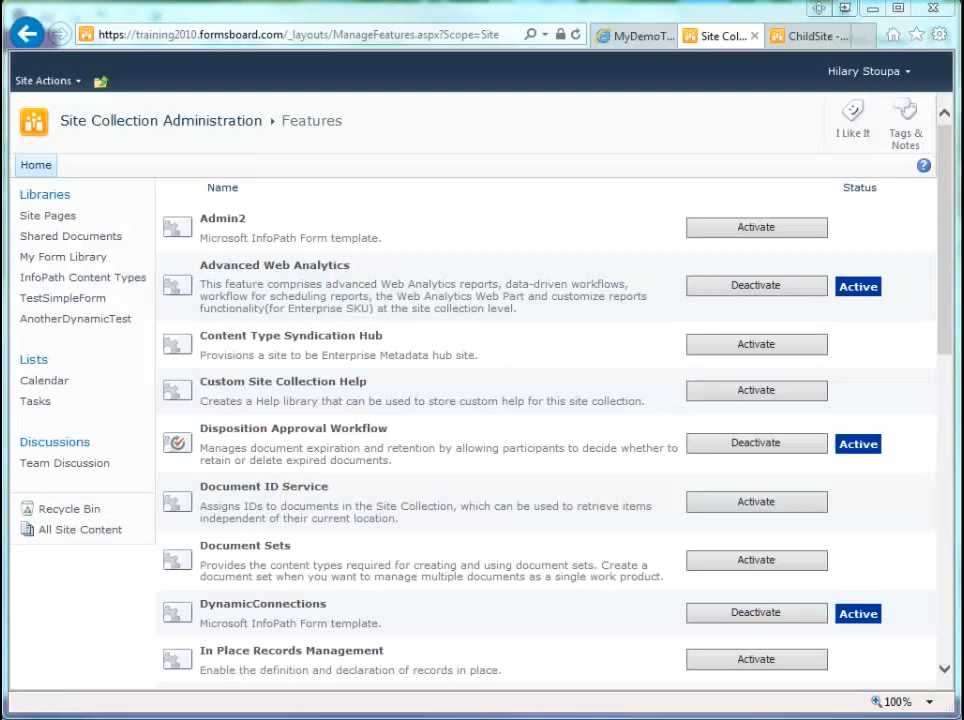 https://training2010.formsboard.com/_layouts/ManageFeatures.aspx?Scope=Site
MyDemoT...
Site Col...
ChildSite -...
Site Actions
Hilary Stoupa
Site Collection Administration
Features
I Like It
Tags & Notes
Home
Libraries
Site Pages
Shared Documents
My Form Library
InfoPath Content Types
TestSimpleForm
AnotherDynamicTest
Lists
Calendar
Tasks
Discussions
Team Discussion
Recycle Bin
All Site Content
Name
Status
Admin2
Microsoft InfoPath Form template.
Activate
Advanced Web Analytics
This feature comprises advanced Web Analytics reports, data-driven workflows,
workflow for scheduling reports, the Web Analytics Web Part and customize reports
functionality(for Enterprise SKU) at the site collection level.
Deactivate
Active
Content Type Syndication Hub
Provisions a site to be Enterprise Metadata hub site.
Activate
Custom Site Collection Help
Creates a Help library that can be used to store custom help for this site collection.
Activate
Disposition Approval Workflow
Manages document expiration and retention by allowing participants to decide whether to
retain or delete expired documents.
Deactivate
Active
Document ID Service
Assigns IDs to documents in the Site Collection, which can be used to retrieve items
independent of their current location.
Activate
Document Sets
Provides the content types required for creating and using document sets. Create a
document set when you want to manage multiple documents as a single work product.
Activate
DynamicConnections
Microsoft InfoPath Form template.
Deactivate
Active
In Place Records Management
Enable the definition and declaration of records in place.
Activate
100%